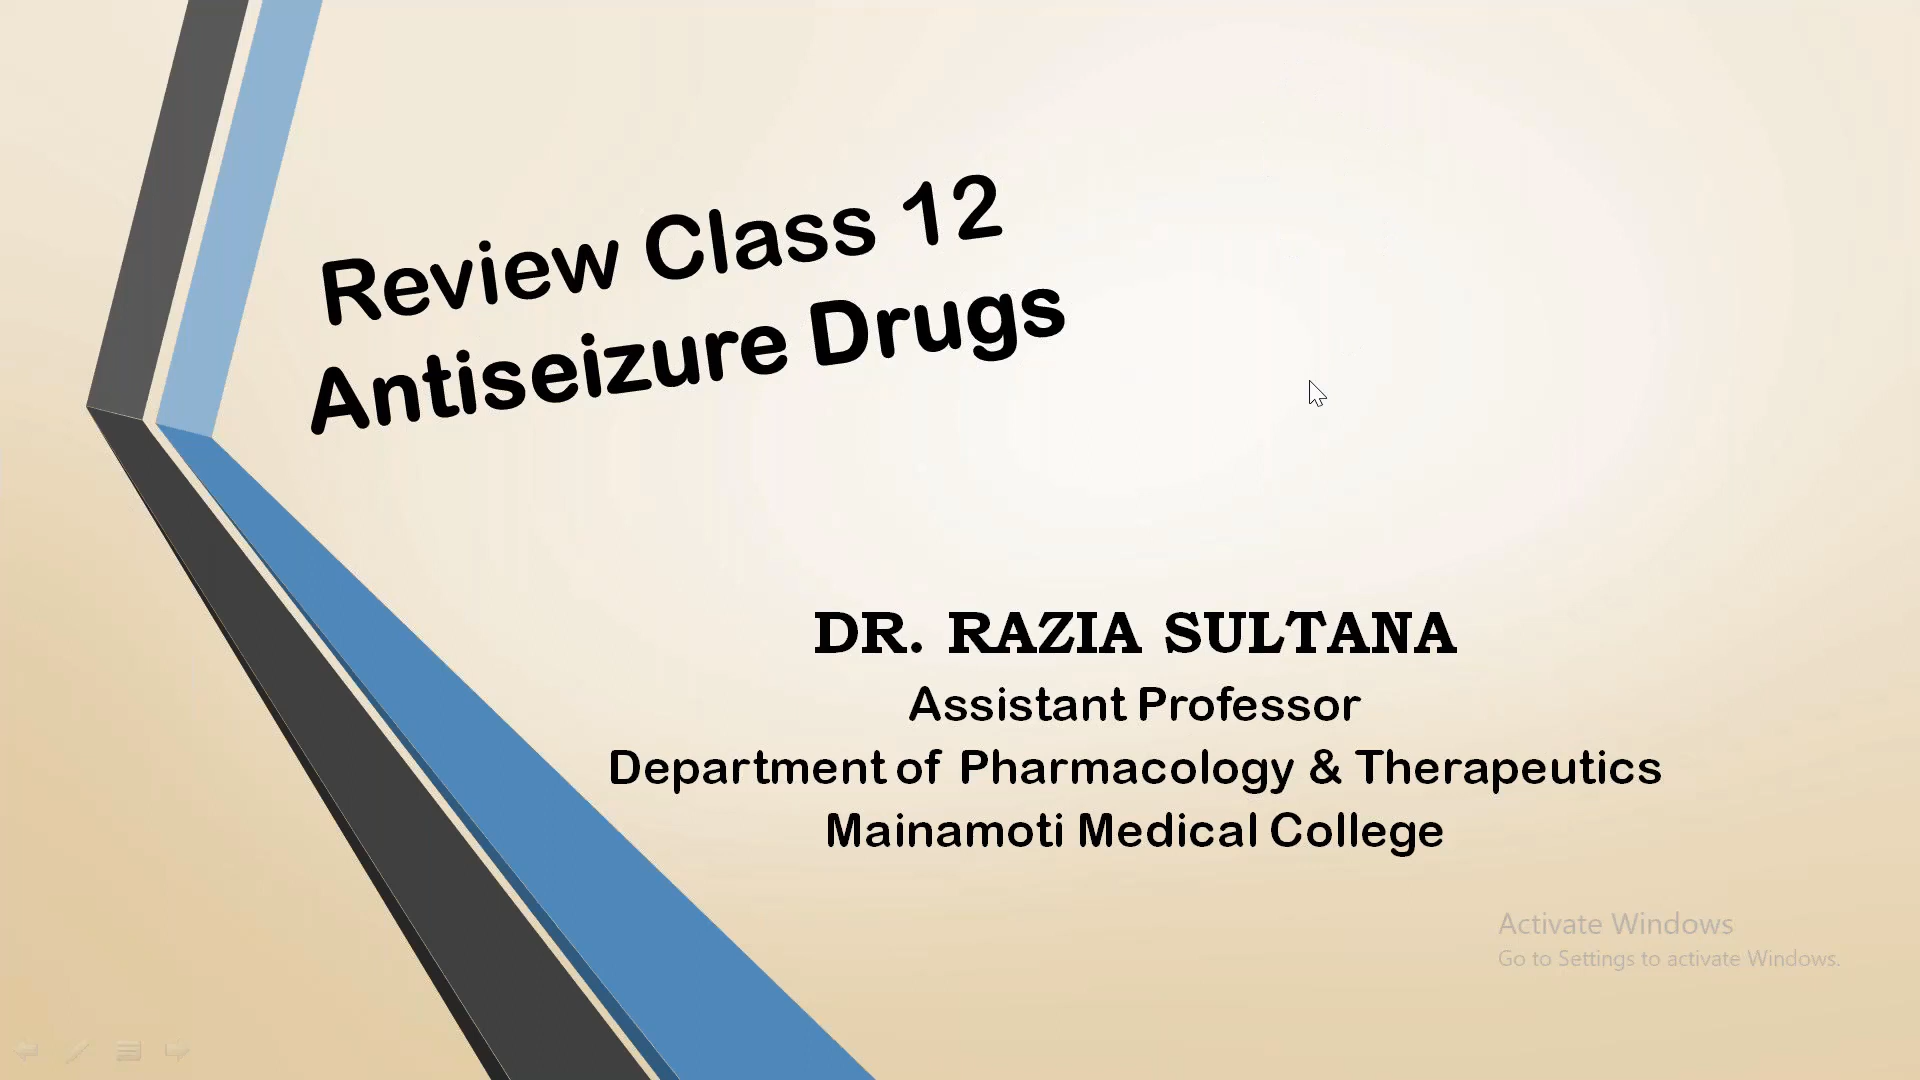 Review Class 12
Antiseizure Drugs
DR. RAZIA SULTANA
Assistant Professor
Department of Pharmacology & Therapeutics
Mainamoti Medical College
Activate Windows
Go to Settings to activate Windows.